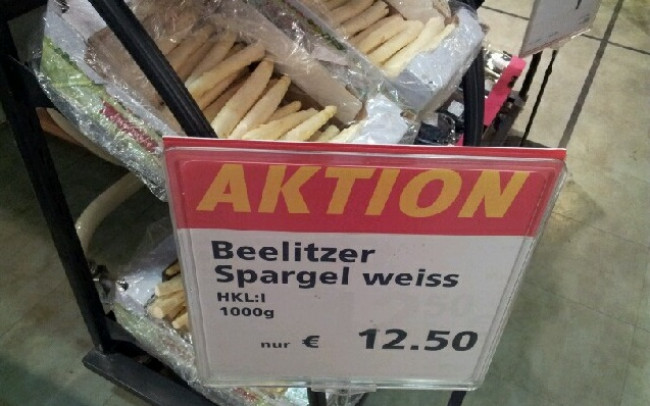 AKTION
Beelitzer
Spargel weiss
HKL:I
1000g
nur € 12.50